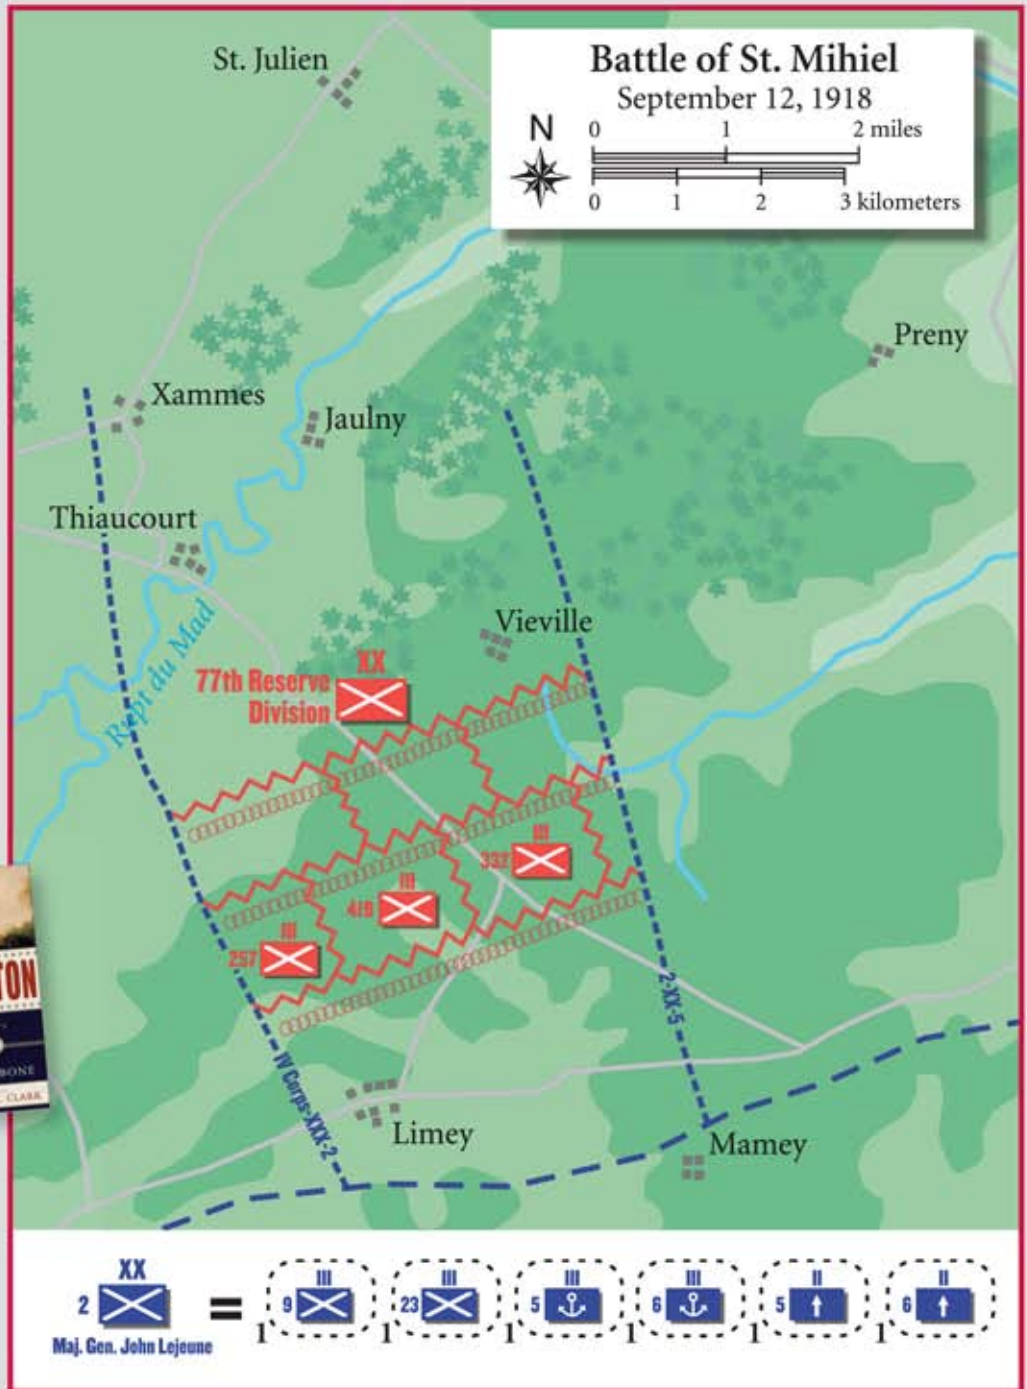 Battle of St. Mihiel
September 12, 1918
N
0 1 2 miles
0 1 2 3 kilometers
St. Julien
Preny
Xammes
Jaulny
Thiaucourt
Rupt du Mad
Vieville
XX
77th Reserve
Division
III
332
III
III
257
TON
BONE
CLARK
2-XX-5
IV Corps-XXX-2
Limey
Mamey
XX
2
Maj. Gen. John Lejeune
=
III III III III II II
9 23 5 6 5 6
1 1 1 1 1 1